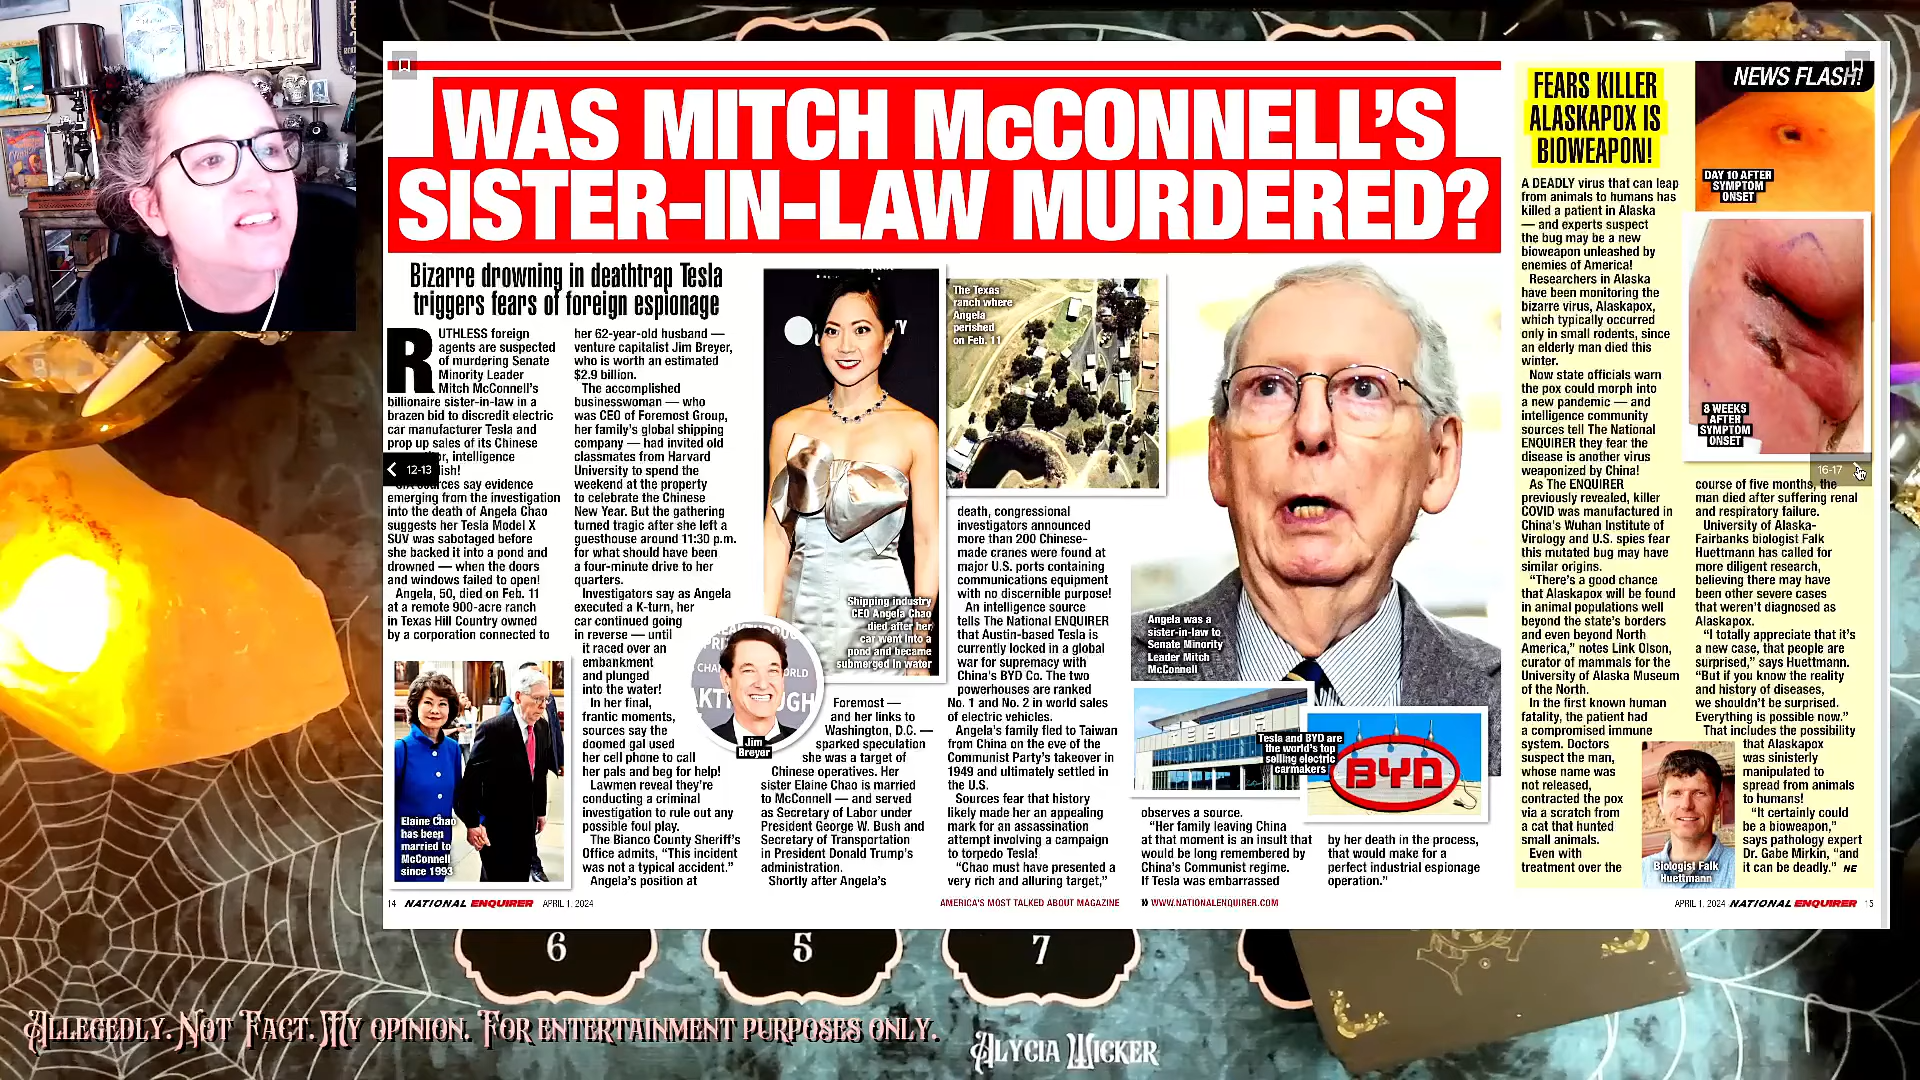 WAS MITCH McCONNELL'S
SISTER-IN-LAW MURDERED?
Bizarre drowning in deathtrap Tesla
triggers fears of foreign espionage
RUTHLESS foreign
agents are suspected
of murdering Senate
Minority Leader
Mitch McConnell's
billionaire sister-in-law in a
brazen bid to discredit electric
car manufacturer Tesla and
prop up sales of its Chinese
intelligence
12-13
sources say evidence
emerging from the investigation
into the death of Angela Chao
suggests her Tesla Model X
SUV was sabotaged before
she backed it into a pond and
drowned — when the doors
and windows failed to open!
Angela, 50, died on Feb. 11
at a remote 900-acre ranch
in Texas Hill Country owned
by a corporation connected to
Elaine Chao
has been
married to
McConnell
since 1993
her 62-year-old husband —
venture capitalist Jim Breyer,
who is worth an estimated
$2.9 billion.
The accomplished
businesswoman — who
was CEO of Foremost Group,
her family's global shipping
company — had invited old
classmates from Harvard
University to spend the
weekend at the property
to celebrate the Chinese
New Year. But the gathering
turned tragic after she left a
guesthouse around 11:30 p.m.
for what should have been
a four-minute drive to her
quarters.
Investigators say as Angela
executed a K-turn, her
car continued going
in reverse — until
it raced over an
embankment
and plunged
into the water!
In her final,
frantic moments,
sources say the
doomed gal used
her cell phone to call
her pals and beg for help!
Lawmen reveal they're
conducting a criminal
investigation to rule out any
possible foul play.
The Blanco County Sheriff's
Office admits, "This incident
was not a typical accident."
Angela's position at
Shipping industry
CEO Angela Chao
died after her
car went into a
pond and became
submerged in water
Jim
Breyer
Foremost —
and her links to
Washington, D.C. —
sparked speculation
she was a target of
Chinese operatives. Her
sister Elaine Chao is married
to McConnell — and served
as Secretary of Labor under
President George W. Bush and
Secretary of Transportation
in President Donald Trump's
administration.
Shortly after Angela's
The Texas
ranch where
Angela
perished
on Feb. 11
death, congressional
investigators announced
more than 200 Chinese-
made cranes were found at
major U.S. ports containing
communications equipment
with no discernible purpose!
An intelligence source
tells The National ENQUIRER
that Austin-based Tesla is
currently locked in a global
war for supremacy with
China's BYD Co. The two
powerhouses are ranked
No. 1 and No. 2 in world sales
of electric vehicles.
Angela's family fled to Taiwan
from China on the eve of the
Communist Party's takeover in
1949 and ultimately settled in
the U.S.
Sources fear that history
likely made her an appealing
mark for an assassination
attempt involving a campaign
to torpedo Tesla!
"Chao must have presented a
very rich and alluring target,"
Angela was a
sister-in-law to
Senate Minority
Leader Mitch
McConnell
TESLA
Tesla and BYD are
the world's top
selling electric
carmakers
BYD
observes a source.
"Her family leaving China
at that moment is an insult that
would be long remembered by
China's Communist regime.
If Tesla was embarrassed
by her death in the process,
that would make for a
perfect industrial espionage
operation."
14 NATIONAL ENQUIRER APRIL 1, 2024
AMERICA'S MOST TALKED ABOUT MAGAZINE
WWW.NATIONALENQUIRER.COM
FEARS KILLER
ALASKAPOX IS
BIOWEAPON!
NEWS FLASH!
DAY 10 AFTER
SYMPTOM
ONSET
8 WEEKS
AFTER
SYMPTOM
ONSET
16-17
A DEADLY virus that can leap
from animals to humans has
killed a patient in Alaska
— and experts suspect
the bug may be a new
bioweapon unleashed by
enemies of America!
Researchers in Alaska
have been monitoring the
bizarre virus, Alaskapox,
which typically occurred
only in small rodents, since
an elderly man died this
winter.
Now state officials warn
the pox could morph into
a new pandemic — and
intelligence community
sources tell The National
ENQUIRER they fear the
disease is another virus
weaponized by China!
As The ENQUIRER
previously revealed, killer
COVID was manufactured in
China's Wuhan Institute of
Virology and U.S. spies fear
this mutated bug may have
similar origins.
"There's a good chance
that Alaskapox will be found
in animal populations well
beyond the state's borders
and even beyond North
America," notes Link Olson,
curator of mammals for the
University of Alaska Museum
of the North.
In the first known human
fatality, the patient had
a compromised immune
system. Doctors
suspect the man,
whose name was
not released,
contracted the pox
via a scratch from
a cat that hunted
small animals.
Even with
treatment over the
course of five months, the
man died after suffering renal
and respiratory failure.
University of Alaska-
Fairbanks biologist Falk
Huettmann has called for
more diligent research,
believing there may have
been other severe cases
that weren't diagnosed as
Alaskapox.
"I totally appreciate that it's
a new case, that people are
surprised," says Huettmann.
"But if you know the reality
and history of diseases,
we shouldn't be surprised.
Everything is possible now."
That includes the possibility
that Alaskapox
was sinisterly
manipulated to
spread from animals
to humans!
"It certainly could
be a bioweapon,"
says pathology expert
Dr. Gabe Mirkin, "and
it can be deadly." NE
Biologist Falk
Huettmann
APRIL 1, 2024 NATIONAL ENQUIRER 15
6
5
7
Allegedly. Not Fact. My opinion. For entertainment purposes only.
Alycia Wicker